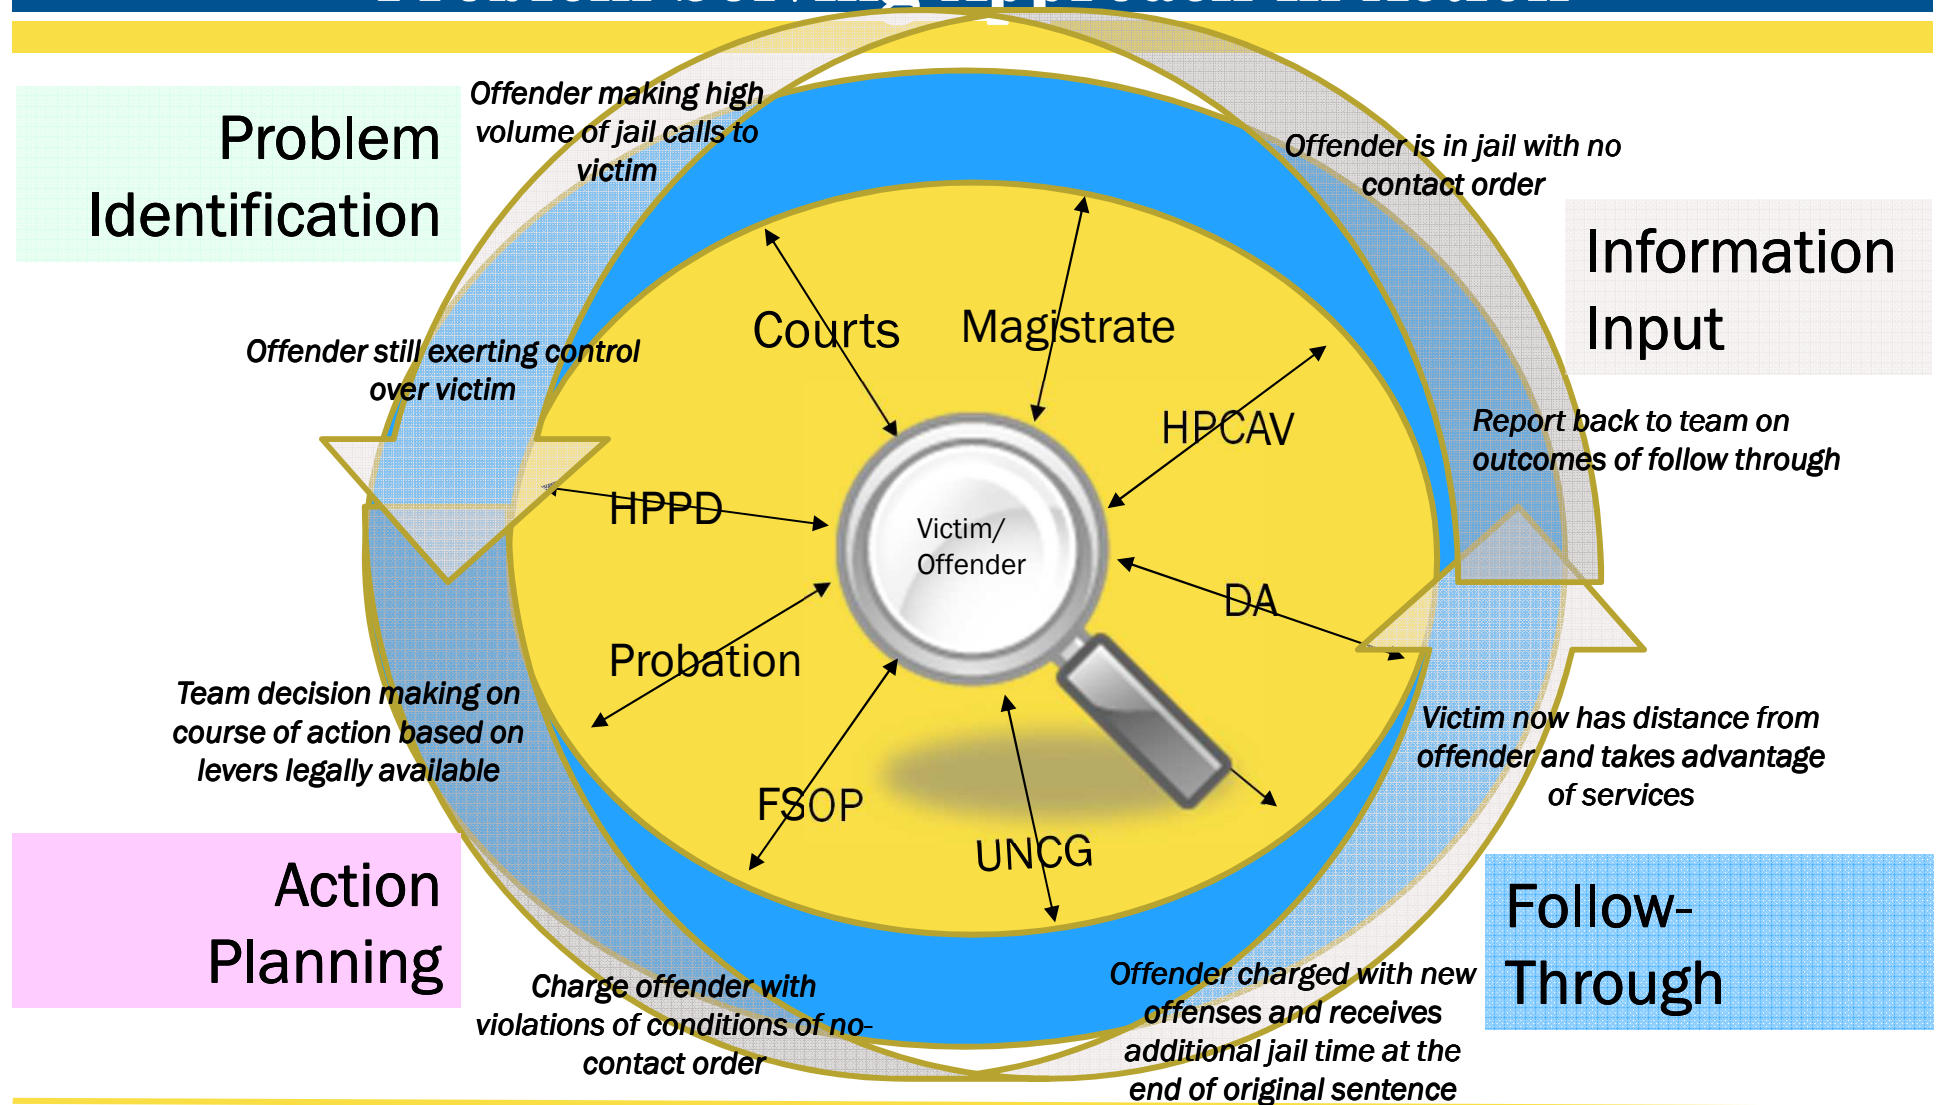 Problem Solving Approach in Action
Problem
Identification
Offender making high
volume of jail calls to
victim
Offender is in jail with no
contact order
Information
Input
Offender still exerting control
over victim
Courts
Magistrate
HPCAV
Report back to team on
outcomes of follow through
HPPD
Victim/
Offender
DA
Probation
Team decision making on
course of action based on
levers legally available
Victim now has distance from
offender and takes advantage
of services
FSOP
UNCG
Action
Planning
Follow-
Through
Charge offender with
violations of conditions of no-
contact order
Offender charged with new
offenses and receives
additional jail time at the
end of original sentence